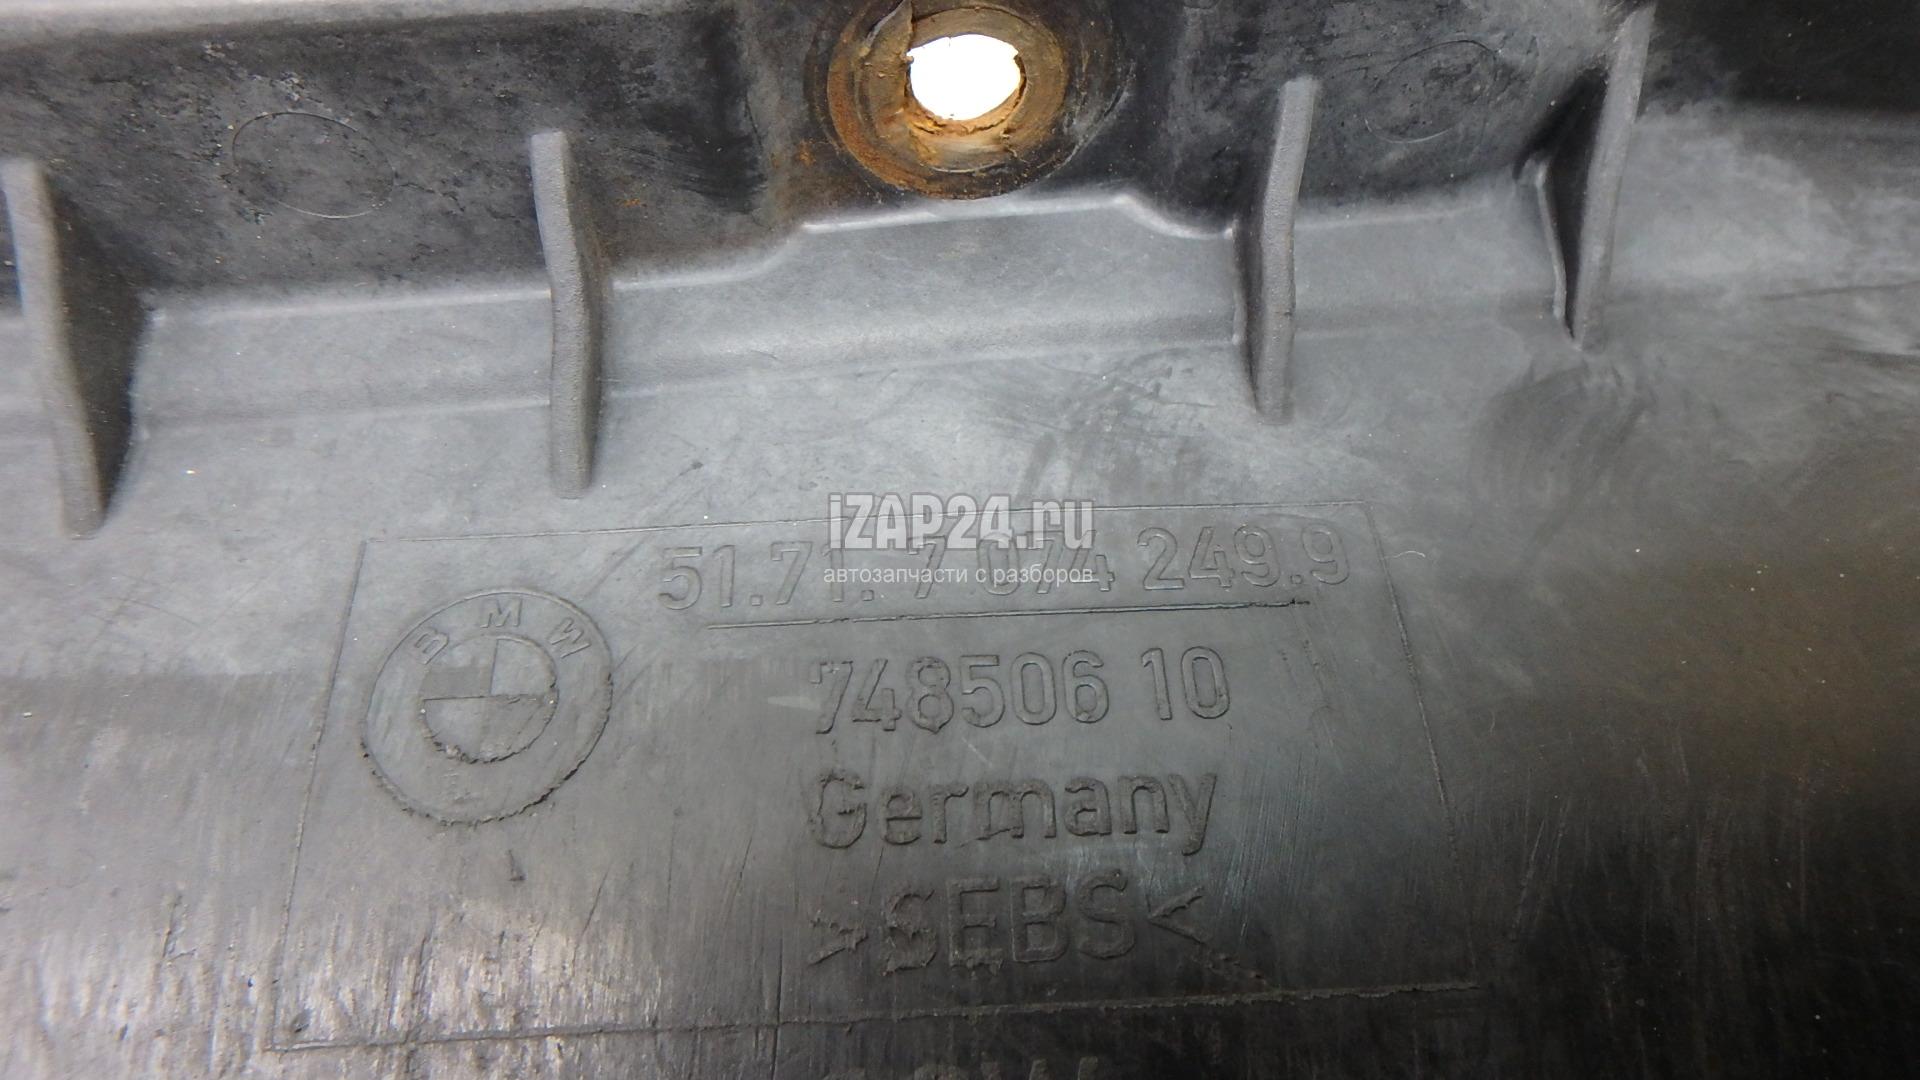 iZAP24.ru
51.71.7 074 249.9
автозапчасти с разборов
BMW
748506 10
Germany
>SEBS<